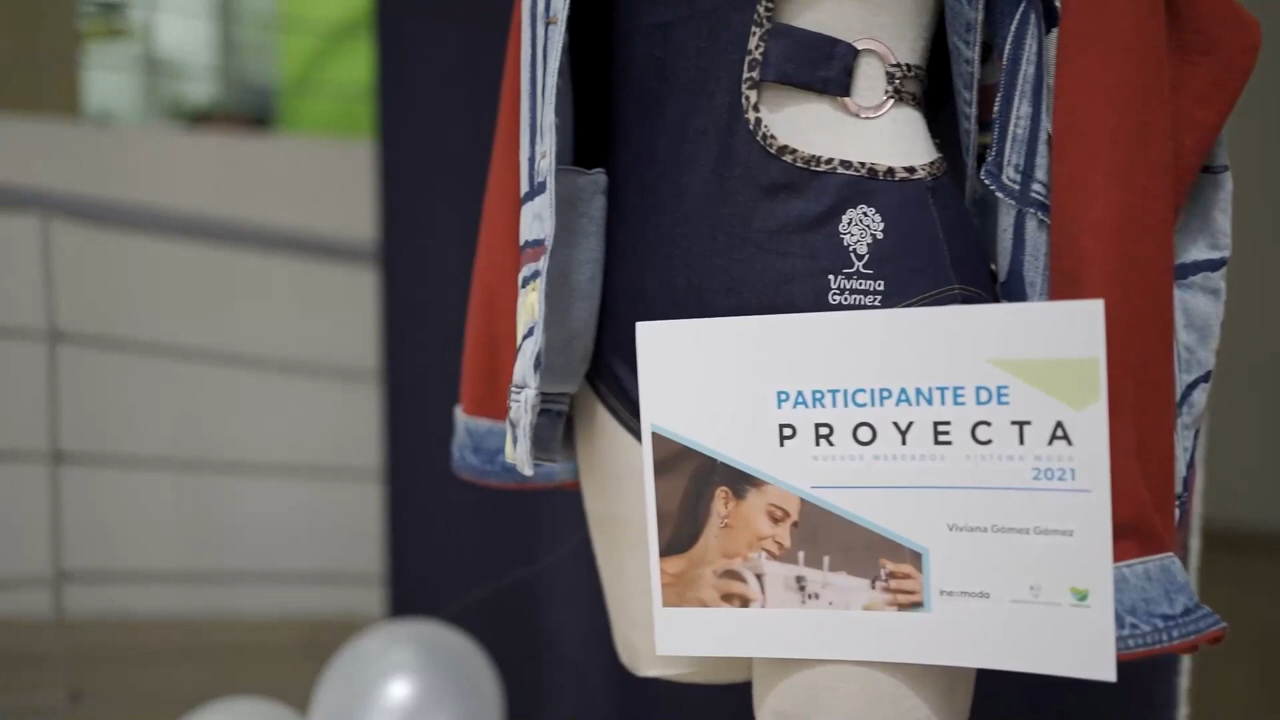 Viviana
Gómez
PARTICIPANTE DE
PROYECTA
NUEVOS MERCADOS - SISTEMA MODA
2021
Viviana Gómez Gómez
inexmoda